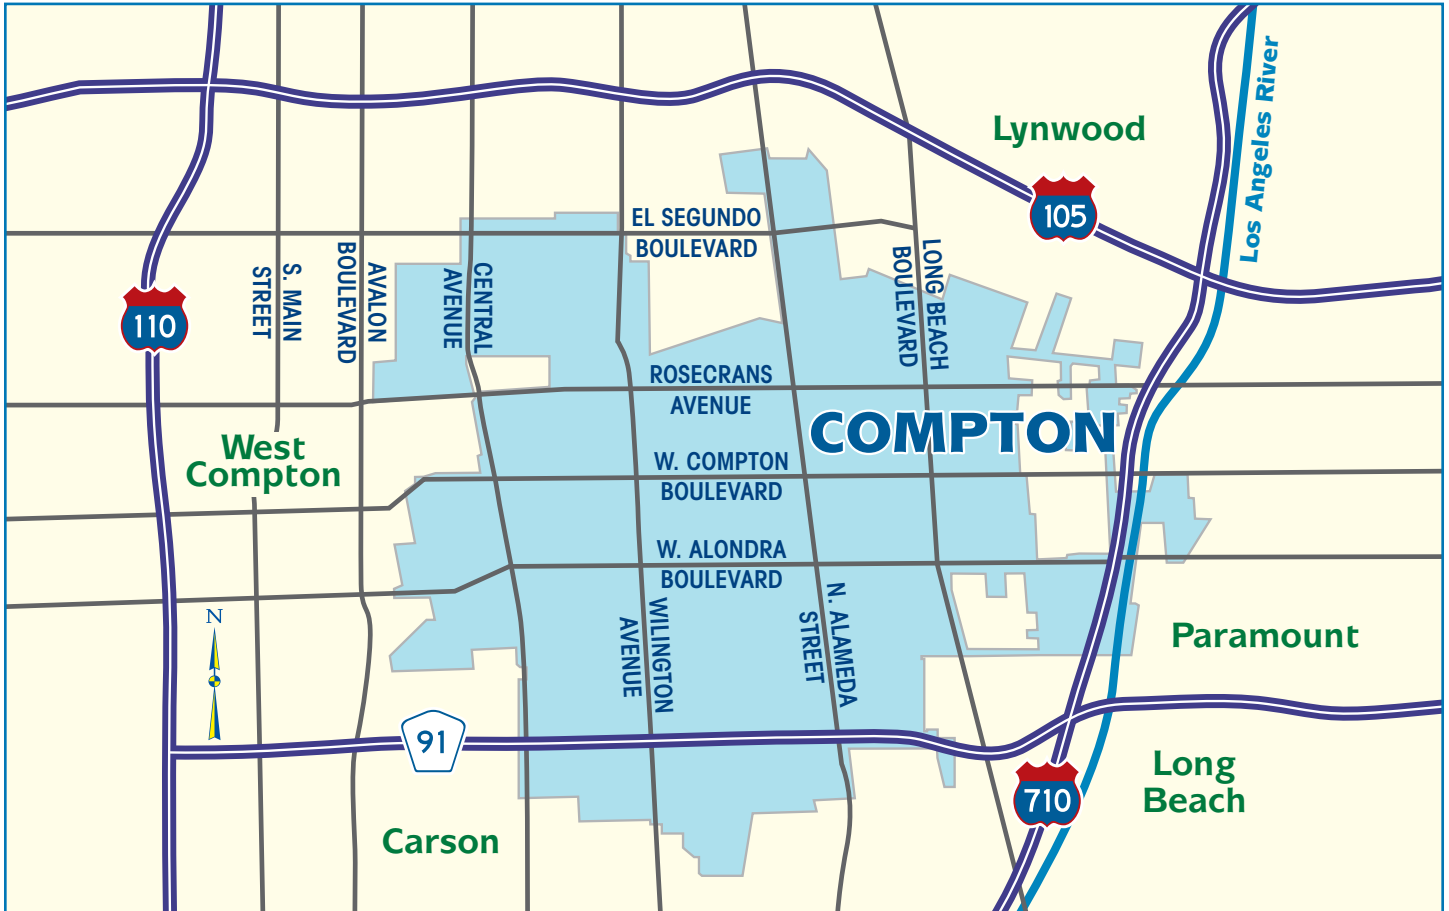 Lynwood
Los Angeles River
105
EL SEGUNDO
BOULEVARD
S. MAIN
STREET
AVALON
BOULEVARD
CENTRAL
AVENUE
LONG BEACH
BOULEVARD
110
ROSECRANS
AVENUE
COMPTON
West
Compton
W. COMPTON
BOULEVARD
W. ALONDRA
BOULEVARD
WILINGTON
AVENUE
N. ALAMEDA
STREET
N
Paramount
91
Long
Beach
710
Carson